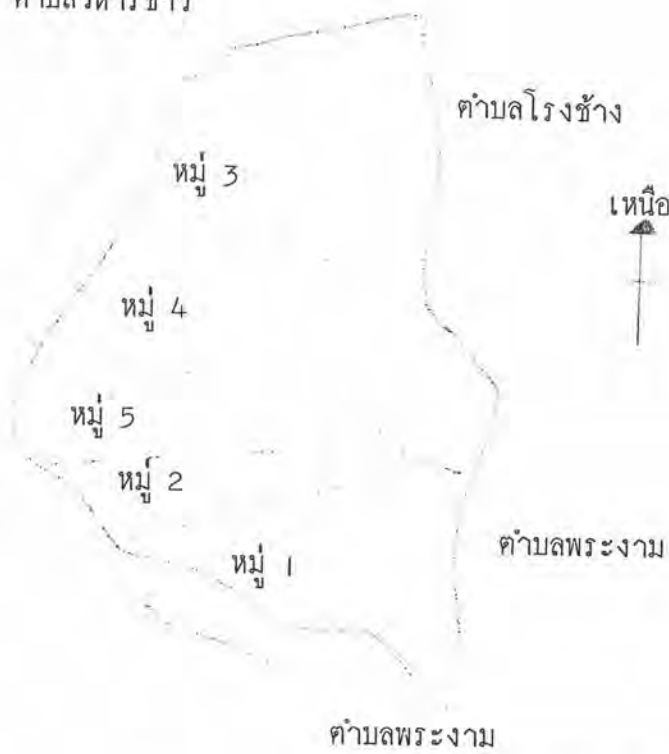 ตำบลโรงช้าง
หมู่ 3
เหนือ
หมู่ 4
หมู่ 5
หมู่ 2
ตำบลพระงาม
หมู่ 1
ตำบลพระงาม